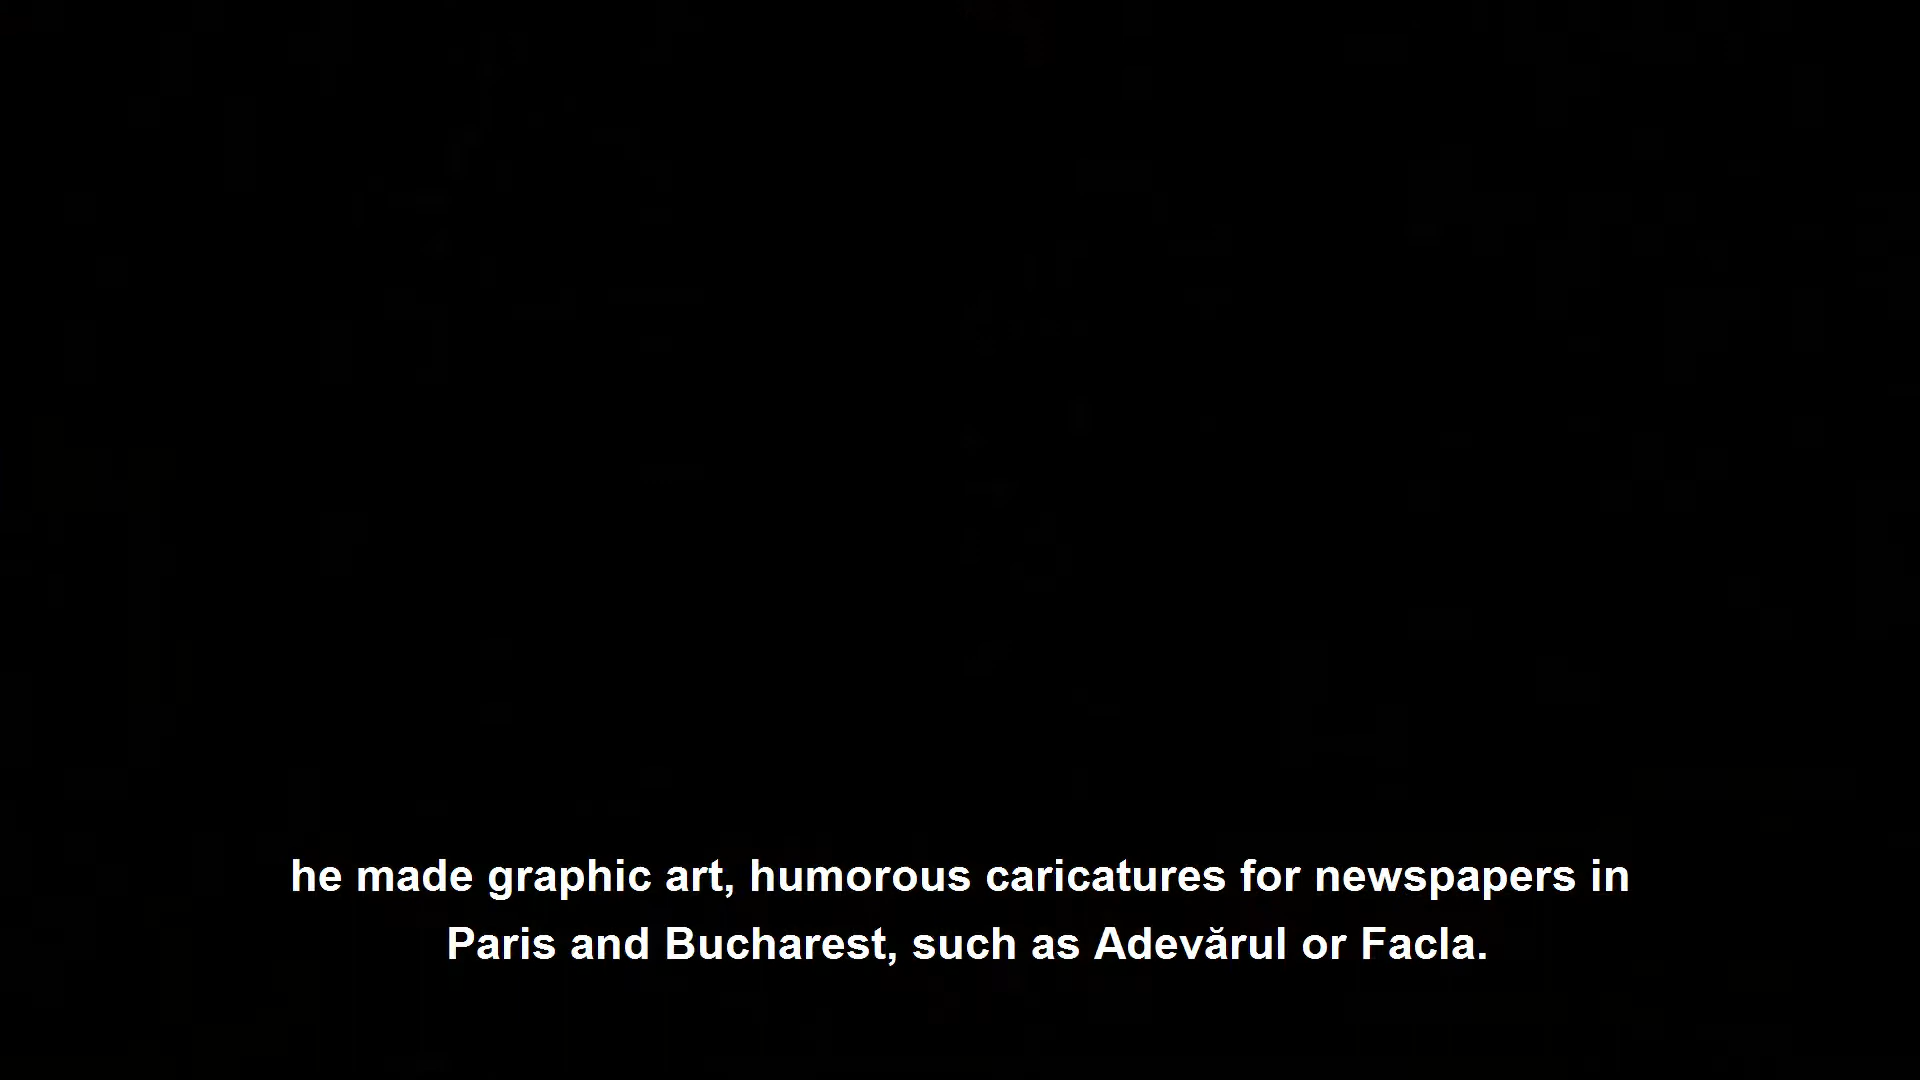 he made graphic art, humorous caricatures for newspapers in
Paris and Bucharest, such as Adevărul or Facla.